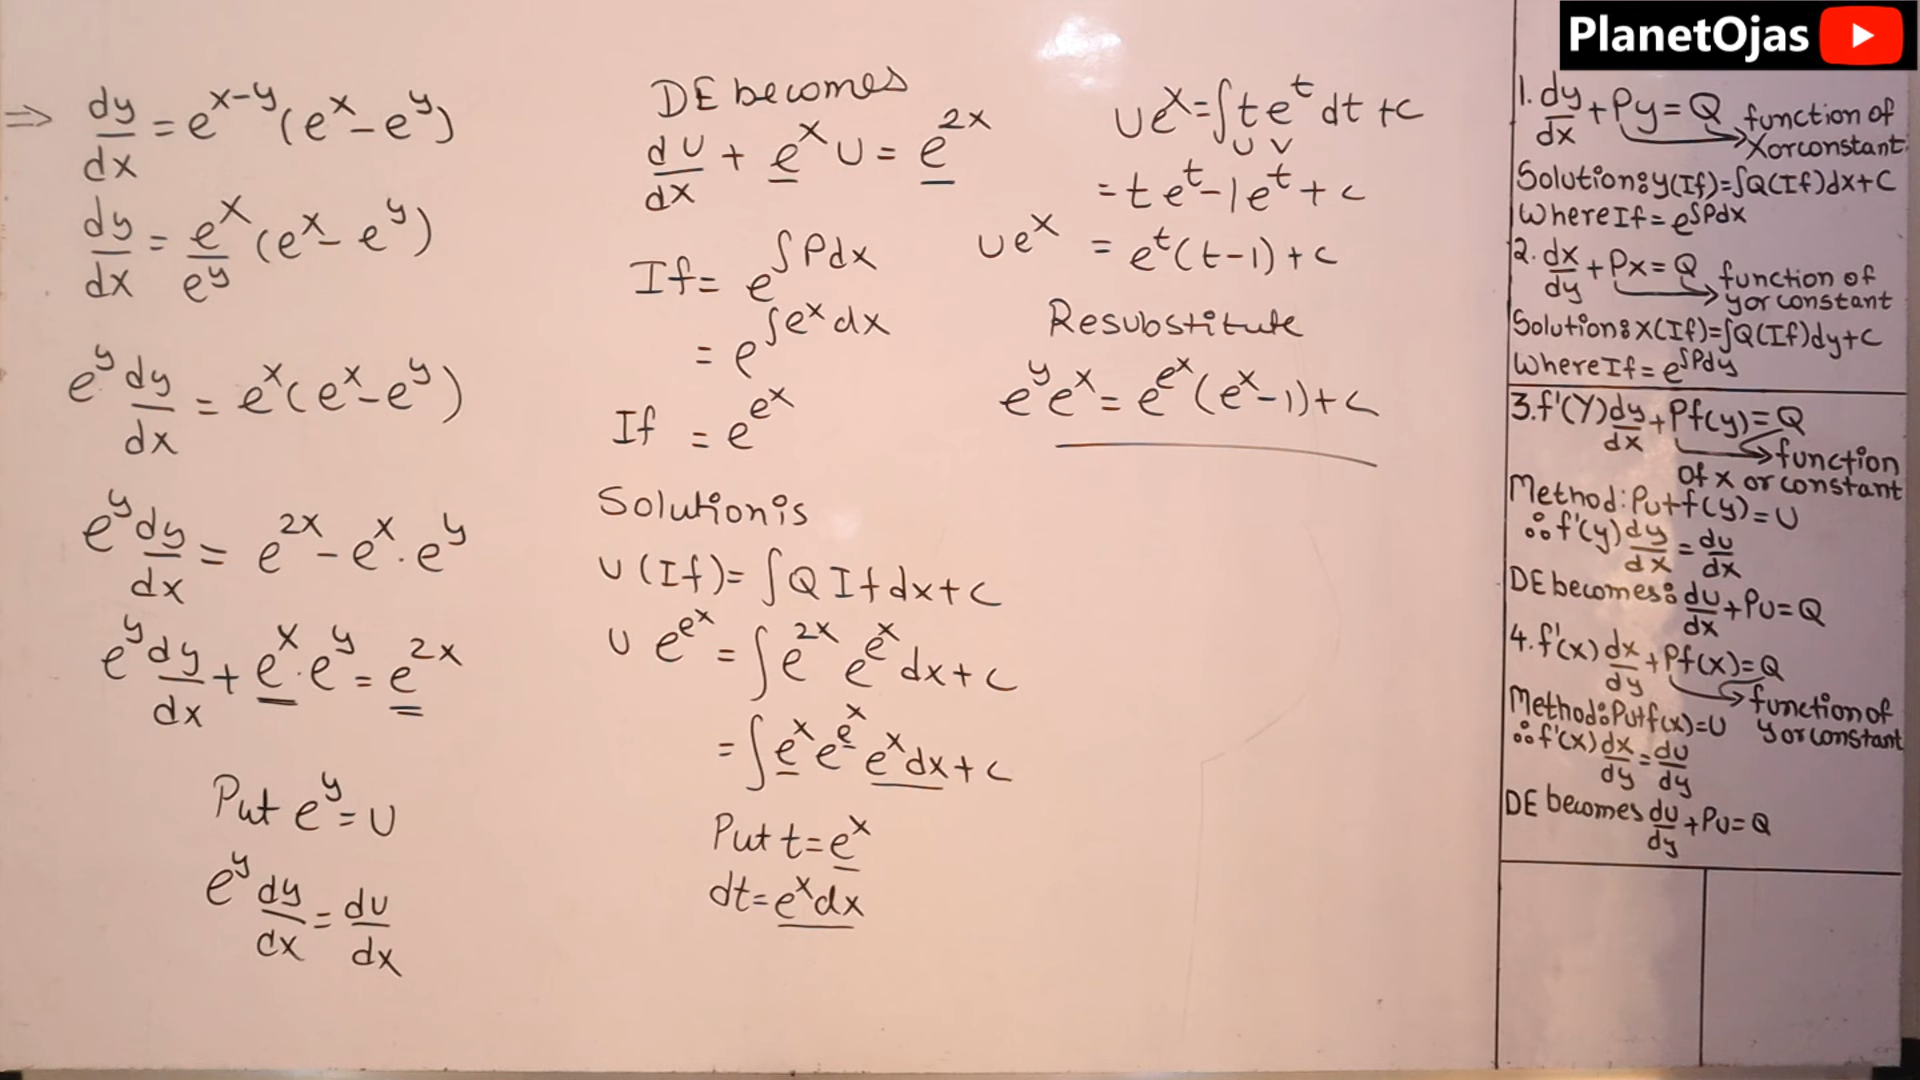 PlanetOjas
⇒ dy/dx = e^(x-y) (e^x - e^y)
dy/dx = e^x/e^y (e^x - e^y)
e^y dy/dx = e^x (e^x - e^y)
e^y dy/dx = e^(2x) - e^x . e^y
e^y dy/dx + e^x . e^y = e^(2x)
Put e^y = U
e^y dy/dx = du/dx
DE becomes
dU/dx + e^x U = e^(2x)
If = e^(∫Pdx)
= e^(∫e^x dx)
If = e^(e^x)
Solution is
U (If) = ∫Q If dx + C
U e^(e^x) = ∫e^(2x) e^(e^x) dx + C
= ∫e^x e^(e^x) e^x dx + C
Put t = e^x
dt = e^x dx
U e^x = ∫t e^t dt + C
U V
= t e^t - 1 e^t + C
U e^x = e^t (t-1) + C
Resubstitute
e^y e^x = e^(e^x) (e^x - 1) + C
1. dy/dx + Py = Q function of
X or constant.
Solution: y(If) = ∫Q(If)dx + C
Where If = e^(∫Pdx)
2. dx/dy + Px = Q function of
y or constant
Solution: X(If) = ∫Q(If)dy + C
Where If = e^(∫Pdy)
3. f'(Y) dy/dx + Pf(y) = Q
function
of x or constant
Method: Put f(y) = U
∴ f'(y) dy/dx = du/dx
DE becomes: du/dx + PU = Q
4. f'(x) dx/dy + Pf(x) = Q
function of
y or constant
Method: Put f(x) = U
∴ f'(x) dx/dy = du/dy
DE becomes du/dy + PU = Q